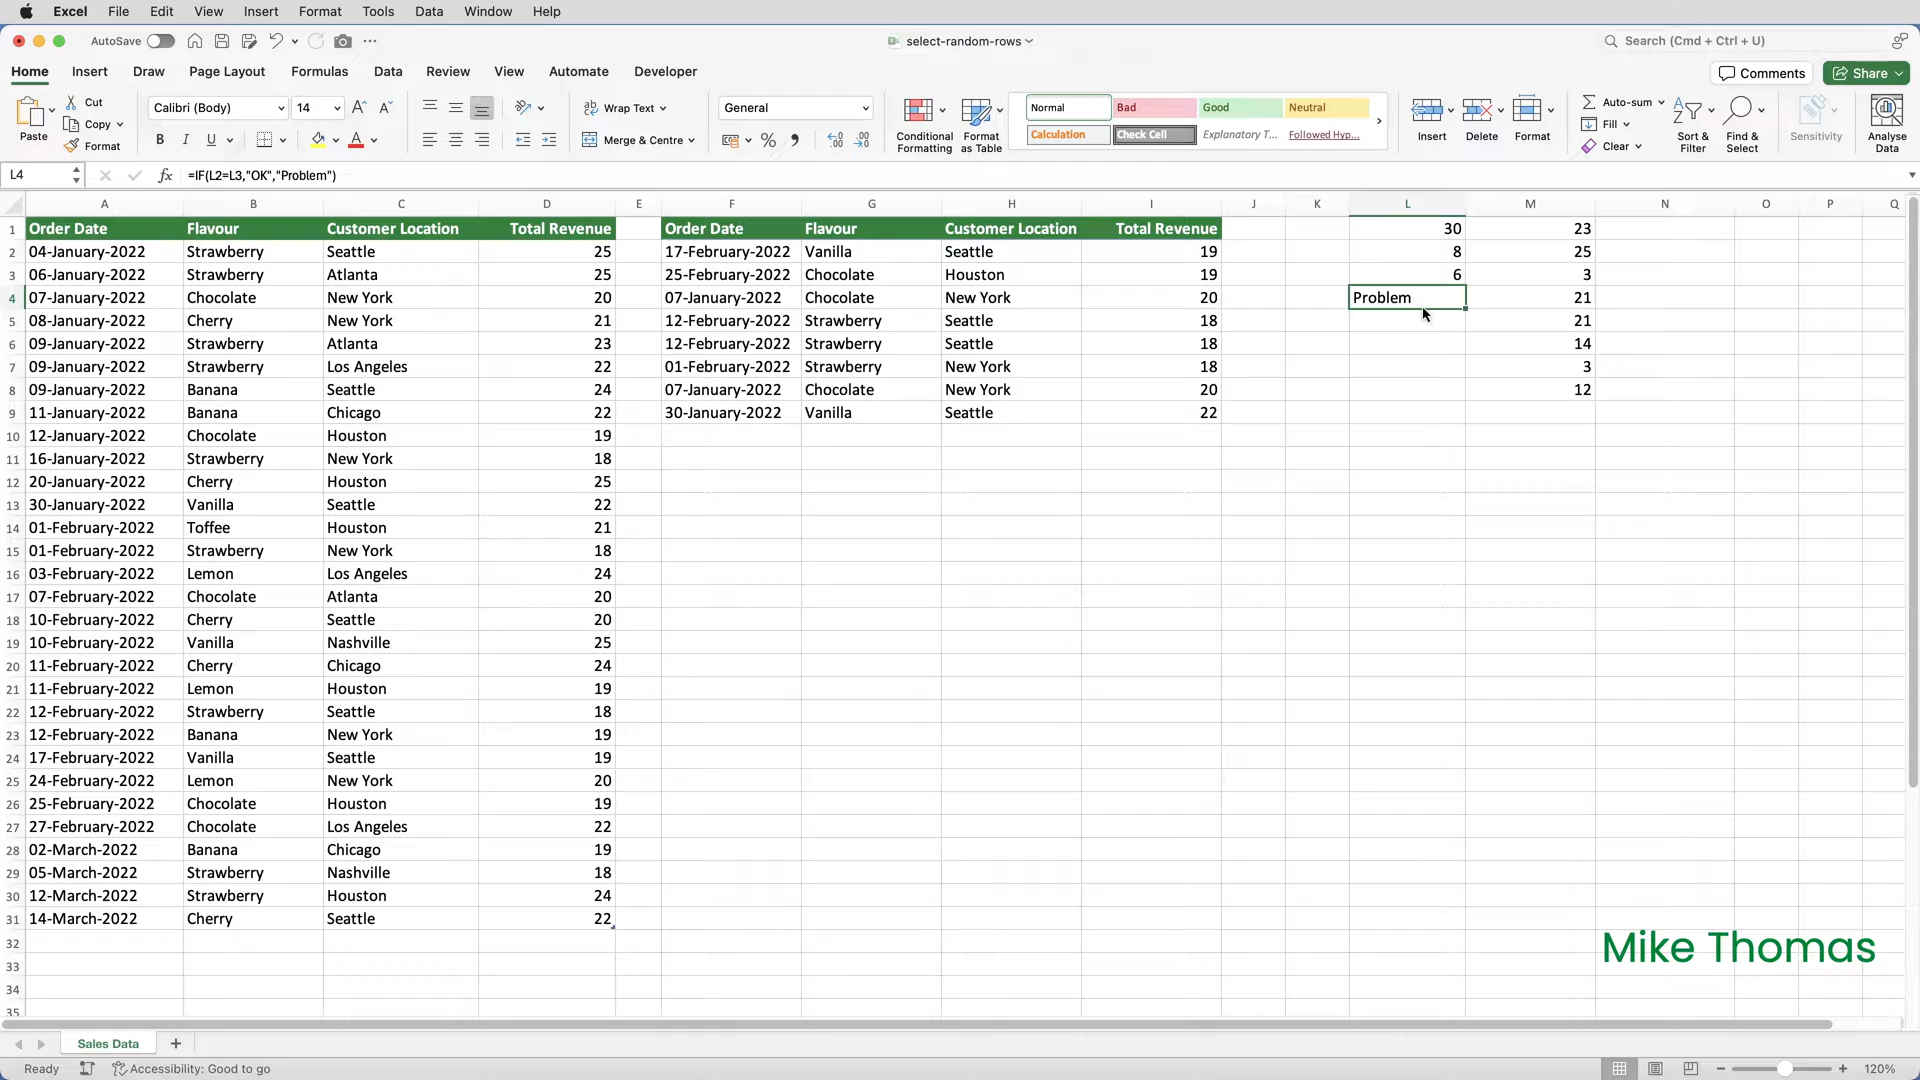 Excel File Edit View Insert Format Tools Data Window Help
AutoSave select-random-rows Search (Cmd + Ctrl + U)
Home Insert Draw Page Layout Formulas Data Review View Automate Developer Comments Share
Paste Cut Copy Format
Calibri (Body) 14 A A
B I U A
Wrap Text
Merge & Centre
General
Conditional Formatting Format as Table
Normal Bad Good Neutral
Calculation Check Cell Explanatory T... Followed Hyp...
Insert Delete Format
Auto-sum Fill Clear
Sort & Filter Find & Select Sensitivity Analyse Data
L4 fx =IF(L2=L3,"OK","Problem")
A B C D E F G H I J K L M N O P Q
1 Order Date Flavour Customer Location Total Revenue Order Date Flavour Customer Location Total Revenue 30 23
2 04-January-2022 Strawberry Seattle 25 17-February-2022 Vanilla Seattle 19 8 25
3 06-January-2022 Strawberry Atlanta 25 25-February-2022 Chocolate Houston 19 6 3
4 07-January-2022 Chocolate New York 20 07-January-2022 Chocolate New York 20 Problem 21
5 08-January-2022 Cherry New York 21 12-February-2022 Strawberry Seattle 18 21
6 09-January-2022 Strawberry Atlanta 23 12-February-2022 Strawberry Seattle 18 14
7 09-January-2022 Strawberry Los Angeles 22 01-February-2022 Strawberry New York 18 3
8 09-January-2022 Banana Seattle 24 07-January-2022 Chocolate New York 20 12
9 11-January-2022 Banana Chicago 22 30-January-2022 Vanilla Seattle 22
10 12-January-2022 Chocolate Houston 19
11 16-January-2022 Strawberry New York 18
12 20-January-2022 Cherry Houston 25
13 30-January-2022 Vanilla Seattle 22
14 01-February-2022 Toffee Houston 21
15 01-February-2022 Strawberry New York 18
16 03-February-2022 Lemon Los Angeles 24
17 07-February-2022 Chocolate Atlanta 20
18 10-February-2022 Cherry Seattle 20
19 10-February-2022 Vanilla Nashville 25
20 11-February-2022 Cherry Chicago 24
21 11-February-2022 Lemon Houston 19
22 12-February-2022 Strawberry Seattle 18
23 12-February-2022 Banana New York 19
24 17-February-2022 Vanilla Seattle 19
25 24-February-2022 Lemon New York 20
26 25-February-2022 Chocolate Houston 19
27 27-February-2022 Chocolate Los Angeles 22
28 02-March-2022 Banana Chicago 19
29 05-March-2022 Strawberry Nashville 18
30 12-March-2022 Strawberry Houston 24
31 14-March-2022 Cherry Seattle 22
32
33
34
35
Mike Thomas
Sales Data
Ready Accessibility: Good to go 120%